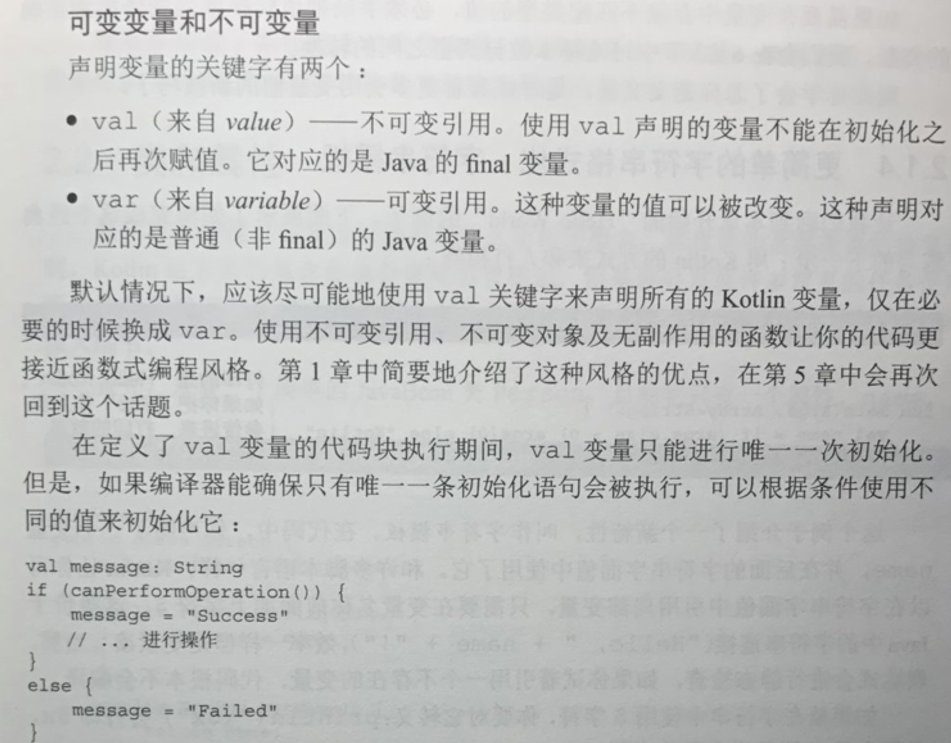 可变变量和不可变量
声明变量的关键字有两个：
● val（来自 value）——不可变引用。使用 val 声明的变量不能在初始化之
后再次赋值。它对应的是 Java 的 final 变量。
● var（来自 variable）——可变引用。这种变量的值可以被改变。这种声明对
应的是普通（非 final）的 Java 变量。
默认情况下，应该尽可能地使用 val 关键字来声明所有的 Kotlin 变量，仅在必
要的时候换成 var。使用不可变引用、不可变对象及无副作用的函数让你的代码更
接近函数式编程风格。第 1 章中简要地介绍了这种风格的优点，在第 5 章中会再次
回到这个话题。
在定义了 val 变量的代码块执行期间，val 变量只能进行唯一一次初始化。
但是，如果编译器能确保只有唯一一条初始化语句会被执行，可以根据条件使用不
同的值来初始化它：
val message: String
if (canPerformOperation()) {
message = "Success"
// ... 进行操作
}
else {
message = "Failed"
}